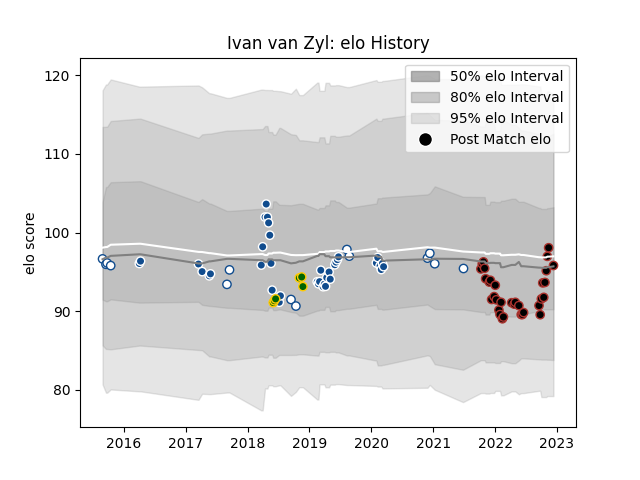 Ivan van Zyl: elo History
120
110
100
90
80
elo score
50% elo Interval
80% elo Interval
95% elo Interval
Post Match elo
2016 2017 2018 2019 2020 2021 2022 2023